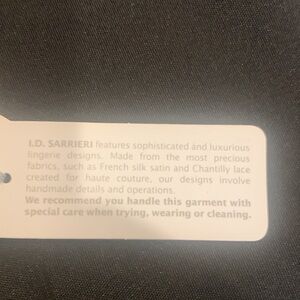 I.D. SARRIERI features sophisticated and luxurious
lingerie designs. Made from the most precious
fabrics, such as French silk satin and Chantilly lace
created for haute couture, our designs involve
handmade details and operations.
We recommend you handle this garment with
special care when trying, wearing or cleaning.